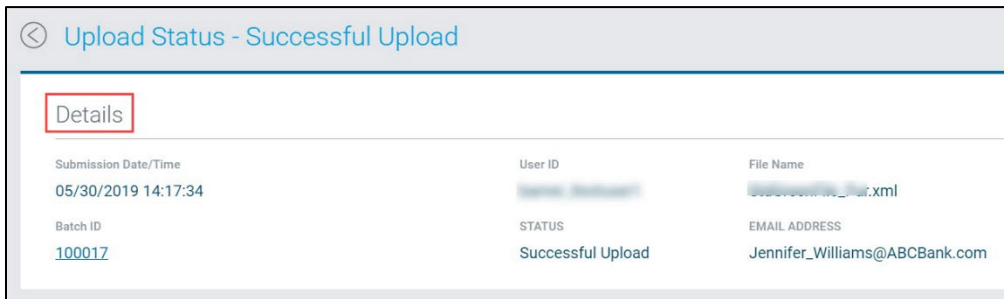 Upload Status - Successful Upload
Details
Submission Date/Time
User ID
File Name
05/30/2019 14:17:34
.xml
Batch ID
STATUS
EMAIL ADDRESS
100017
Successful Upload
Jennifer_Williams@ABCBank.com